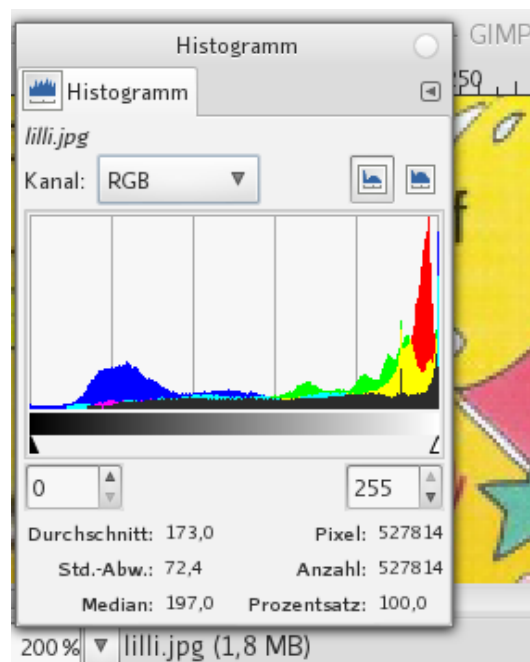 Histogramm
GIMP
Histogramm
250
lilli.jpg
Kanal: RGB
f
0
255
Durchschnitt: 173,0 Pixel: 527814
Std.-Abw.: 72,4 Anzahl: 527814
Median: 197,0 Prozentsatz: 100,0
200% lilli.jpg (1,8 MB)